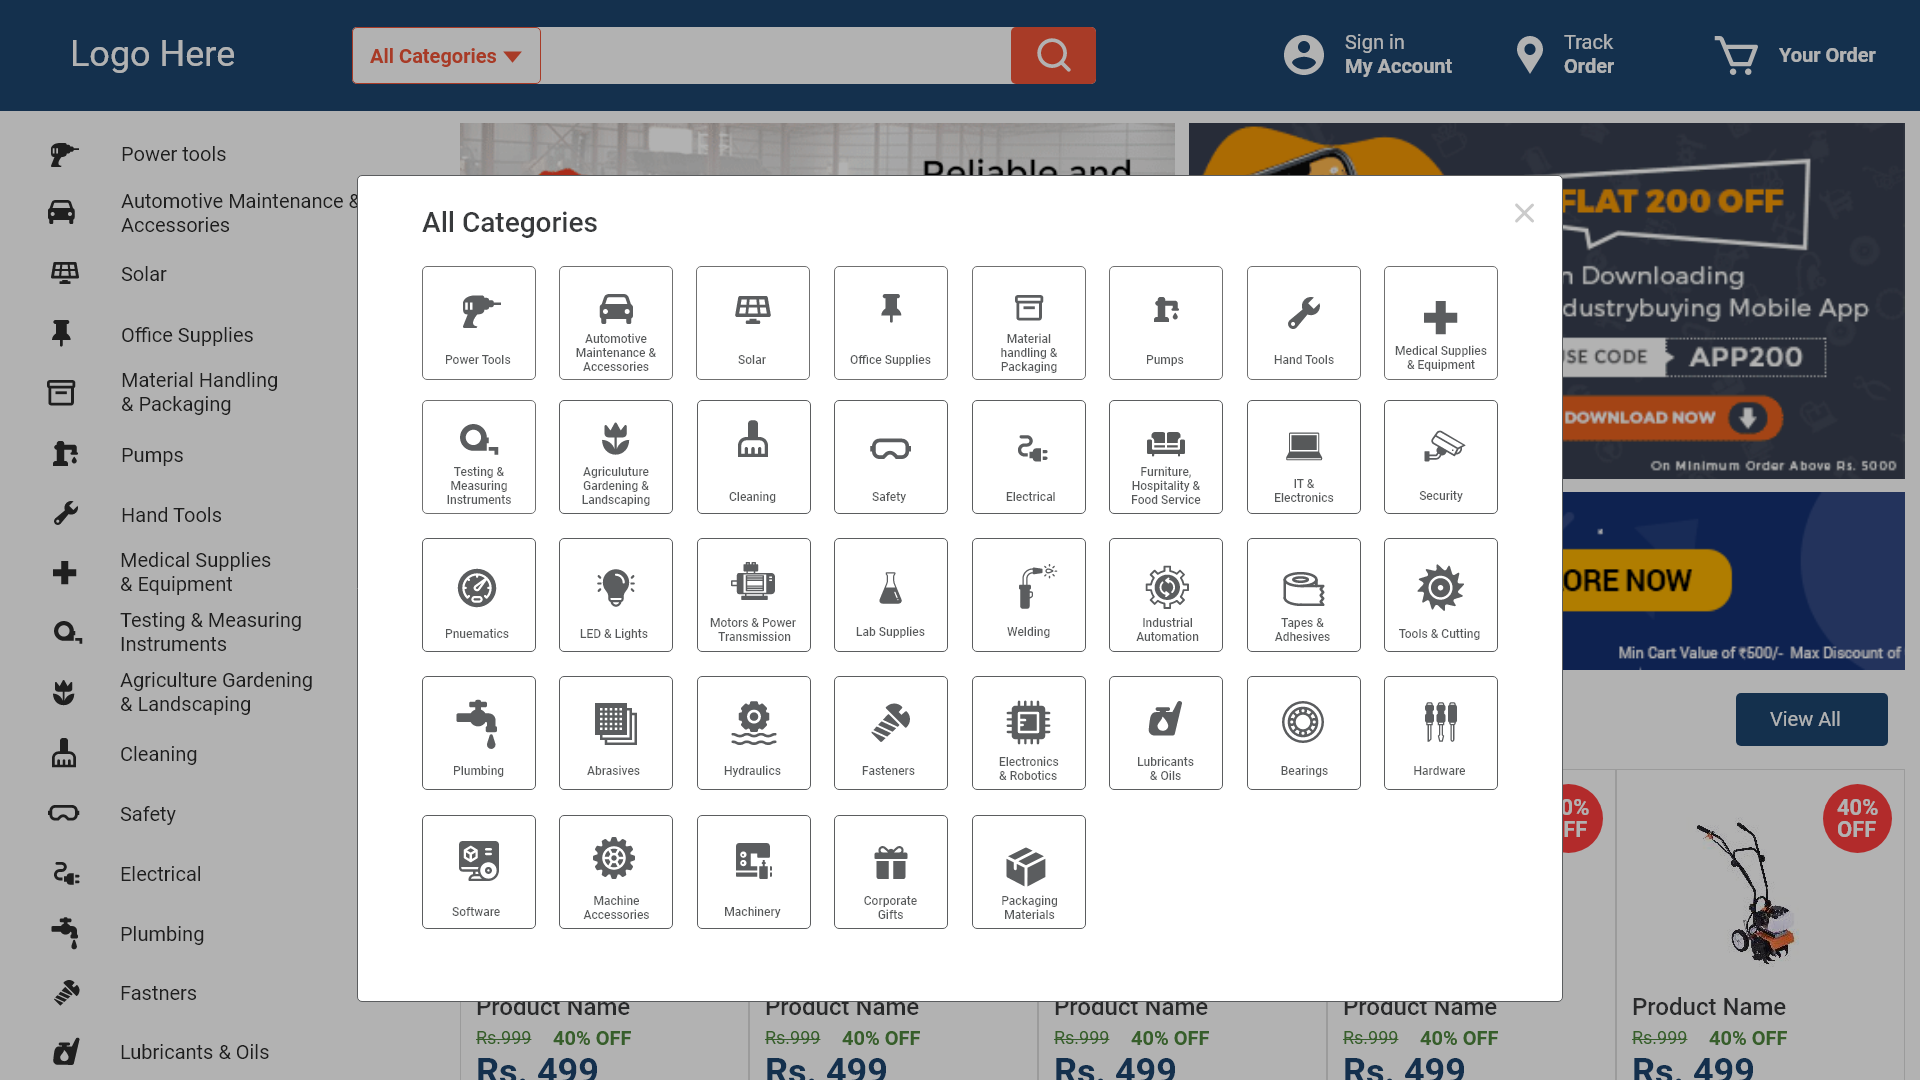 Logo Here
All Categories
Sign in
My Account
Track
Order
Your Order
Power tools
Automotive Maintenance &
Accessories
Solar
Office Supplies
Material Handling
& Packaging
Pumps
Hand Tools
Medical Supplies
& Equipment
Testing & Measuring
Instruments
Agriculture Gardening
& Landscaping
Cleaning
Safety
Electrical
Plumbing
Fastners
Lubricants & Oils
Reliable and
FLAT 200 OFF
n Downloading
dustrybuying Mobile App
USE CODE
APP200
DOWNLOAD NOW
On Minimum Order Above Rs. 5000
ORE NOW
Min Cart Value of ₹500/- Max Discount of
View All
All Categories
Power Tools
Automotive
Maintenance &
Accessories
Solar
Office Supplies
Material
handling &
Packaging
Pumps
Hand Tools
Medical Supplies
& Equipment
Testing &
Measuring
Instruments
Agriculuture
Gardening &
Landscaping
Cleaning
Safety
Electrical
Furniture,
Hospitality &
Food Service
IT &
Electronics
Security
Pnuematics
LED & Lights
Motors & Power
Transmission
Lab Supplies
Welding
Industrial
Automation
Tapes &
Adhesives
Tools & Cutting
Plumbing
Abrasives
Hydraulics
Fasteners
Electronics
& Robotics
Lubricants
& Oils
Bearings
Hardware
Software
Machine
Accessories
Machinery
Corporate
Gifts
Packaging
Materials
0%
FF
40%
OFF
Product Name
Rs.999 40% OFF
Rs. 499
Product Name
Rs.999 40% OFF
Rs. 499
Product Name
Rs.999 40% OFF
Rs. 499
Product Name
Rs.999 40% OFF
Rs. 499
Product Name
Rs.999 40% OFF
Rs. 499